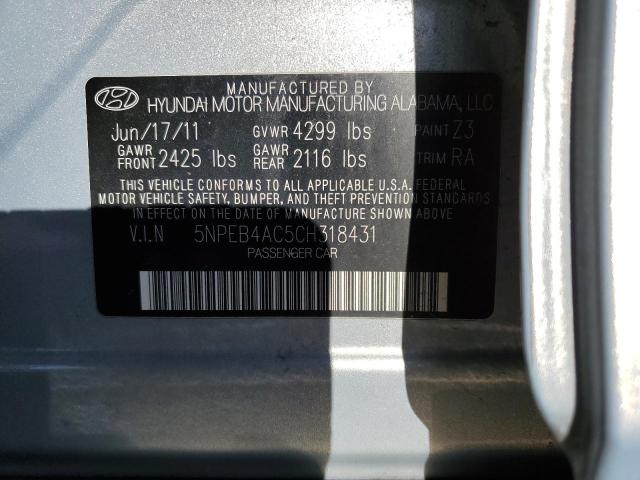 MANUFACTURED BY
HYUNDAI MOTOR MANUFACTURING ALABAMA, LLC
Jun/17/11 GVWR 4299 lbs PAINT Z3
GAWR FRONT 2425 lbs GAWR REAR 2116 lbs TRIM RA
THIS VEHICLE CONFORMS TO ALL APPLICABLE U.S.A. FEDERAL
MOTOR VEHICLE SAFETY, BUMPER, AND THEFT PREVENTION STANDARDS
IN EFFECT ON THE DATE OF MANUFACTURE SHOWN ABOVE
V.I.N 5NPEB4AC5CH318431
PASSENGER CAR